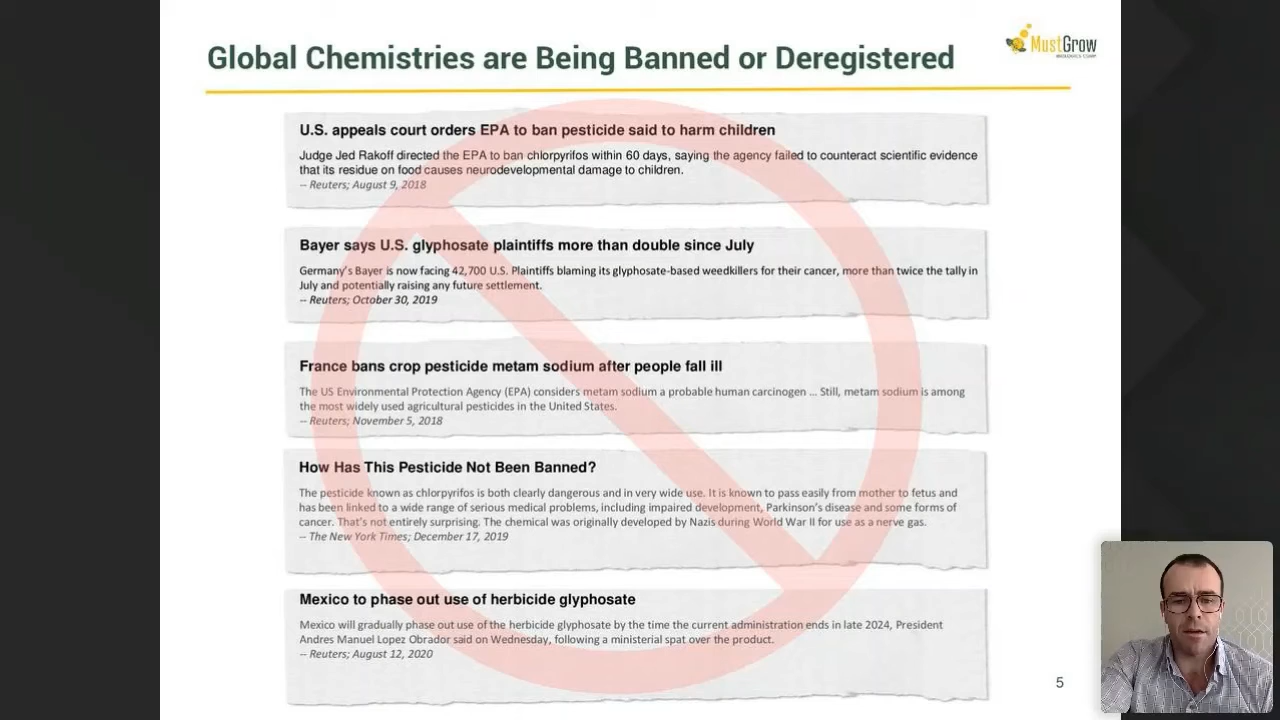 Global Chemistries are Being Banned or Deregistered
MustGrow
BIOLOGICS CORP.
U.S. appeals court orders EPA to ban pesticide said to harm children
Judge Jed Rakoff directed the EPA to ban chlorpyrifos within 60 days, saying the agency failed to counteract scientific evidence
that its residue on food causes neurodevelopmental damage to children.
-- Reuters; August 9, 2018
Bayer says U.S. glyphosate plaintiffs more than double since July
Germany's Bayer is now facing 42,700 U.S. Plaintiffs blaming its glyphosate-based weedkillers for their cancer, more than twice the tally in
July and potentially raising any future settlement.
-- Reuters; October 30, 2019
France bans crop pesticide metam sodium after people fall ill
The US Environmental Protection Agency (EPA) considers metam sodium a probable human carcinogen ... Still, metam sodium is among
the most widely used agricultural pesticides in the United States.
-- Reuters; November 5, 2018
How Has This Pesticide Not Been Banned?
The pesticide known as chlorpyrifos is both clearly dangerous and in very wide use. It is known to pass easily from mother to fetus and
has been linked to a wide range of serious medical problems, including impaired development, Parkinson's disease and some forms of
cancer. That's not entirely surprising. The chemical was originally developed by Nazis during World War II for use as a nerve gas.
-- The New York Times; December 17, 2019
Mexico to phase out use of herbicide glyphosate
Mexico will gradually phase out use of the herbicide glyphosate by the time the current administration ends in late 2024, President
Andres Manuel Lopez Obrador said on Wednesday, following a ministerial spat over the product.
-- Reuters; August 12, 2020
5